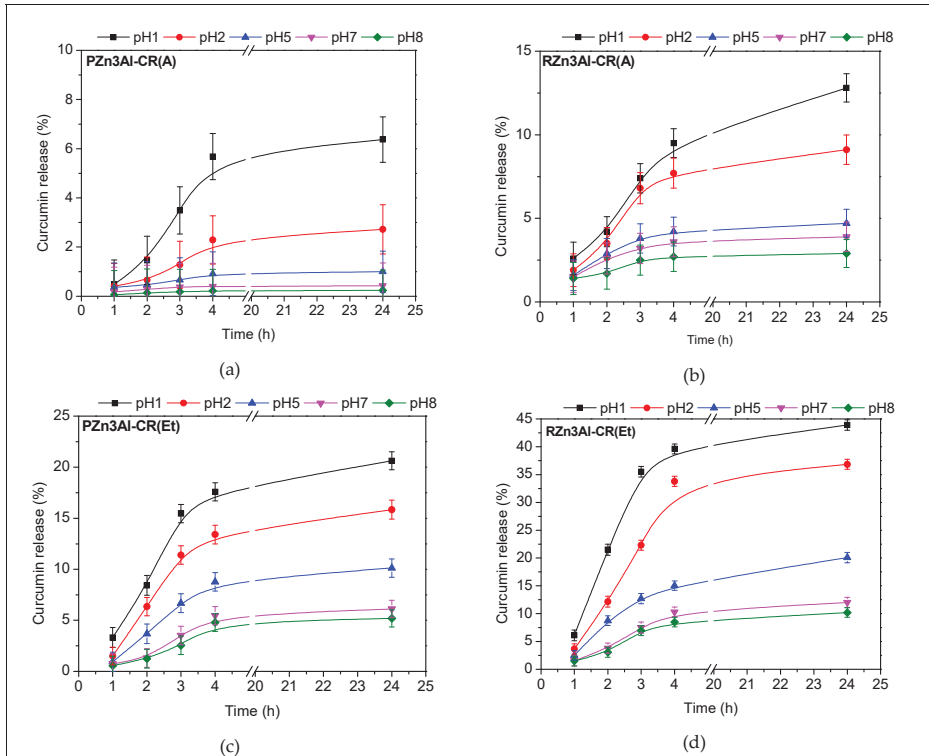 pH1 pH2 pH5 pH7 pH8
PZn3Al-CR(A)
Curcumin release (%)
10
8
6
4
2
0
0 1 2 3 4 20 21 22 23 24 25
Time (h)
(a)
pH1 pH2 pH5 pH7 pH8
RZn3Al-CR(A)
Curcumin release (%)
15
10
5
0
0 1 2 3 4 20 21 22 23 24 25
Time (h)
(b)
pH1 pH2 pH5 pH7 pH8
PZn3Al-CR(Et)
Curcumin release (%)
25
20
15
10
5
0
0 1 2 3 4 20 21 22 23 24 25
Time (h)
(c)
pH1 pH2 pH5 pH7 pH8
RZn3Al-CR(Et)
Curcumin release (%)
45
40
35
30
25
20
15
10
5
0
0 1 2 3 4 20 21 22 23 24 25
Time (h)
(d)